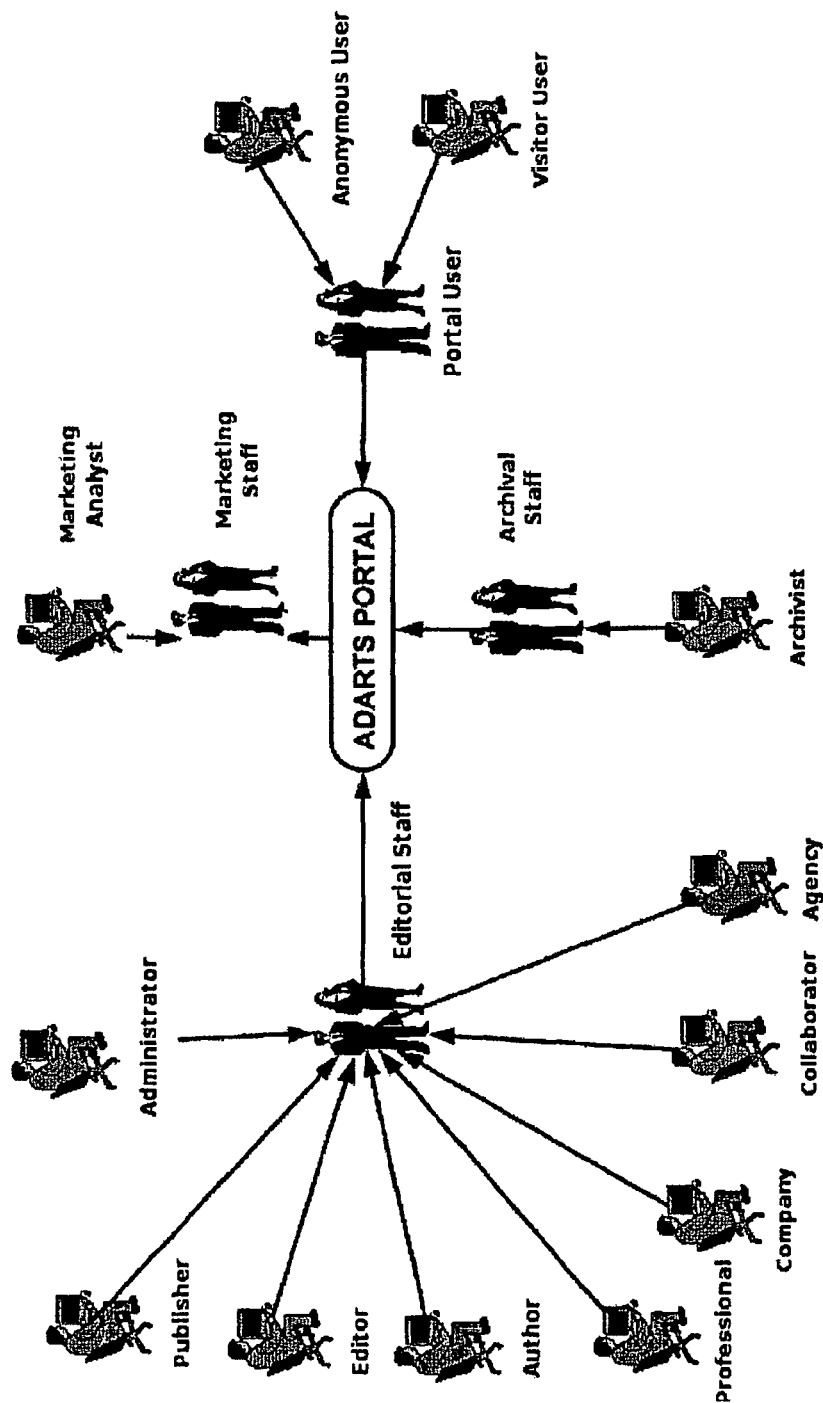 Marketing
Analyst
Administrator
Publisher
Marketing
Staff
Anonymous User
Editor
Editorial Staff
ADARTS PORTAL
Portal User
Author
Archival
Staff
Visitor User
Professional
Company
Collaborator
Agency
Archivist